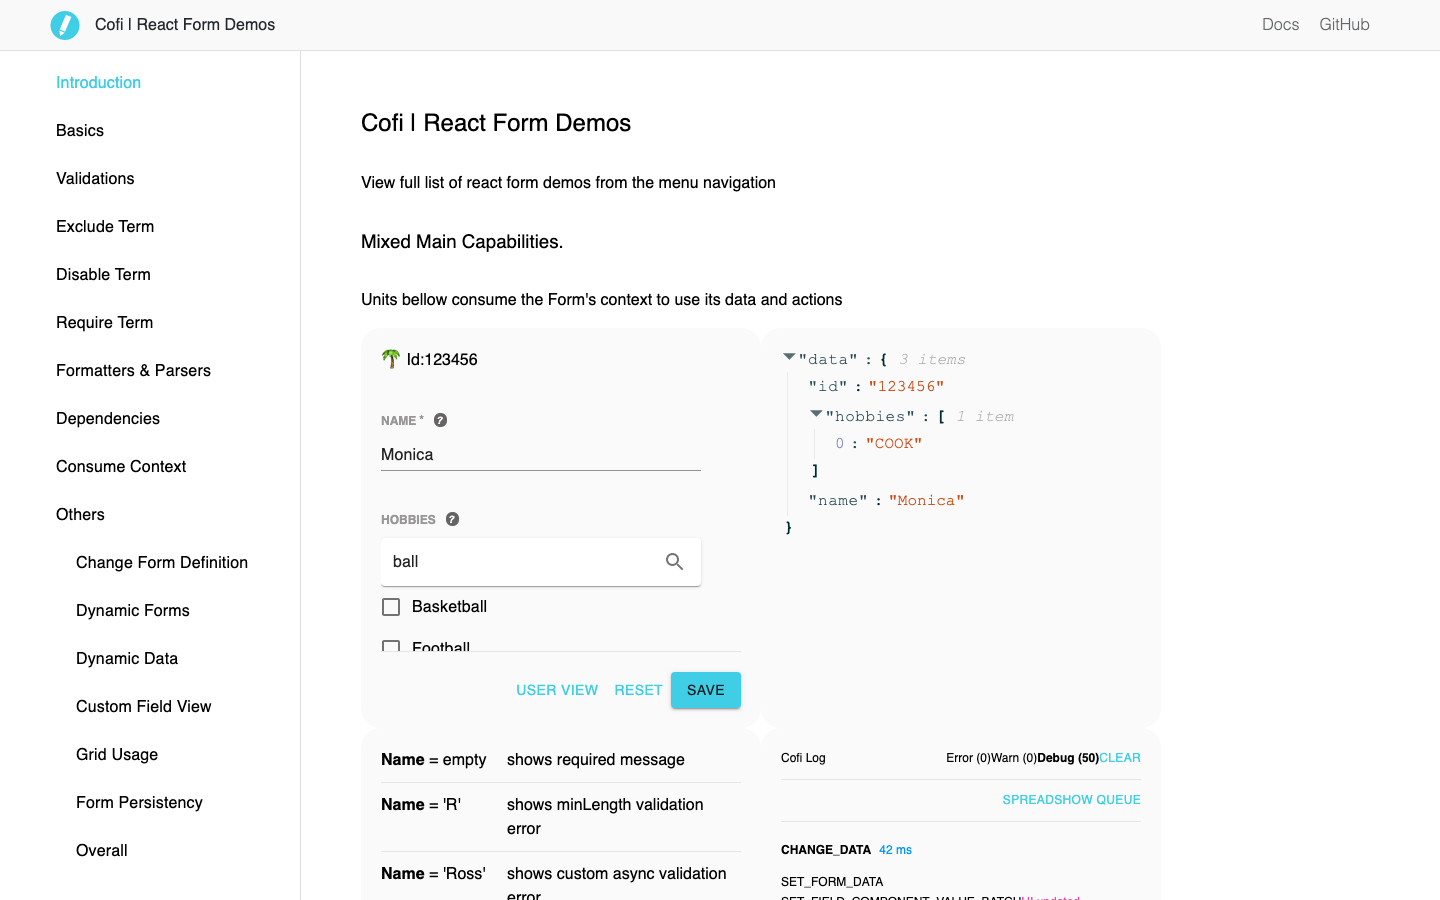 Cofi | React Form Demos
Docs
GitHub
Introduction
Basics
Validations
Exclude Term
Disable Term
Require Term
Formatters & Parsers
Dependencies
Consume Context
Others
Change Form Definition
Dynamic Forms
Dynamic Data
Custom Field View
Grid Usage
Form Persistency
Overall
Cofi | React Form Demos
View full list of react form demos from the menu navigation
Mixed Main Capabilities.
Units bellow consume the Form's context to use its data and actions
🌴 Id:123456
NAME *
Monica
HOBBIES
ball
Basketball
Football
USER VIEW
RESET
SAVE
"data" : { 3 items
"id" : "123456"
"hobbies" : [ 1 item
0 : "COOK"
]
"name" : "Monica"
}
Name = empty shows required message
Name = 'R' shows minLength validation
error
Name = 'Ross' shows custom async validation
error
Cofi Log
Error (0)Warn (0)Debug (50)CLEAR
SPREADSHOW QUEUE
CHANGE_DATA 42 ms
SET_FORM_DATA
SET_FIELD_COMPONENT_VALUE_BATCHUI updated